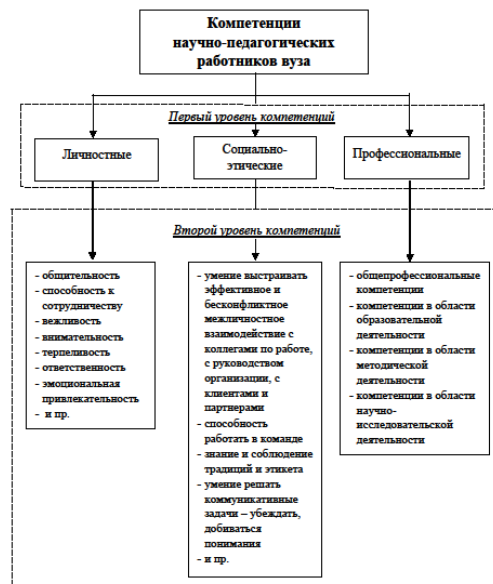 Компетенции
научно-педагогических
работников вуза
Первый уровень компетенций
Личностные
Социально-
этические
Профессиональные
Второй уровень компетенций
- общительность
- способность к
сотрудничеству
- вежливость
- внимательность
- терпеливость
- ответственность
- эмоциональная
привлекательность
- и пр.
- умение выстраивать
эффективное и
бесконфликтное
межличностное
взаимодействие с
коллегами по работе,
с руководством
организации, с
клиентами и
партнерами
- способность
работать в команде
- знание и соблюдение
традиций и этикета
- умение решать
коммуникативные
задачи – убеждать,
добиваться
понимания
- и пр.
- общепрофессиональные
компетенции
- компетенции в области
образовательной
деятельности
- компетенции в области
методической
деятельности
- компетенции в области
научно-
исследовательской
деятельности